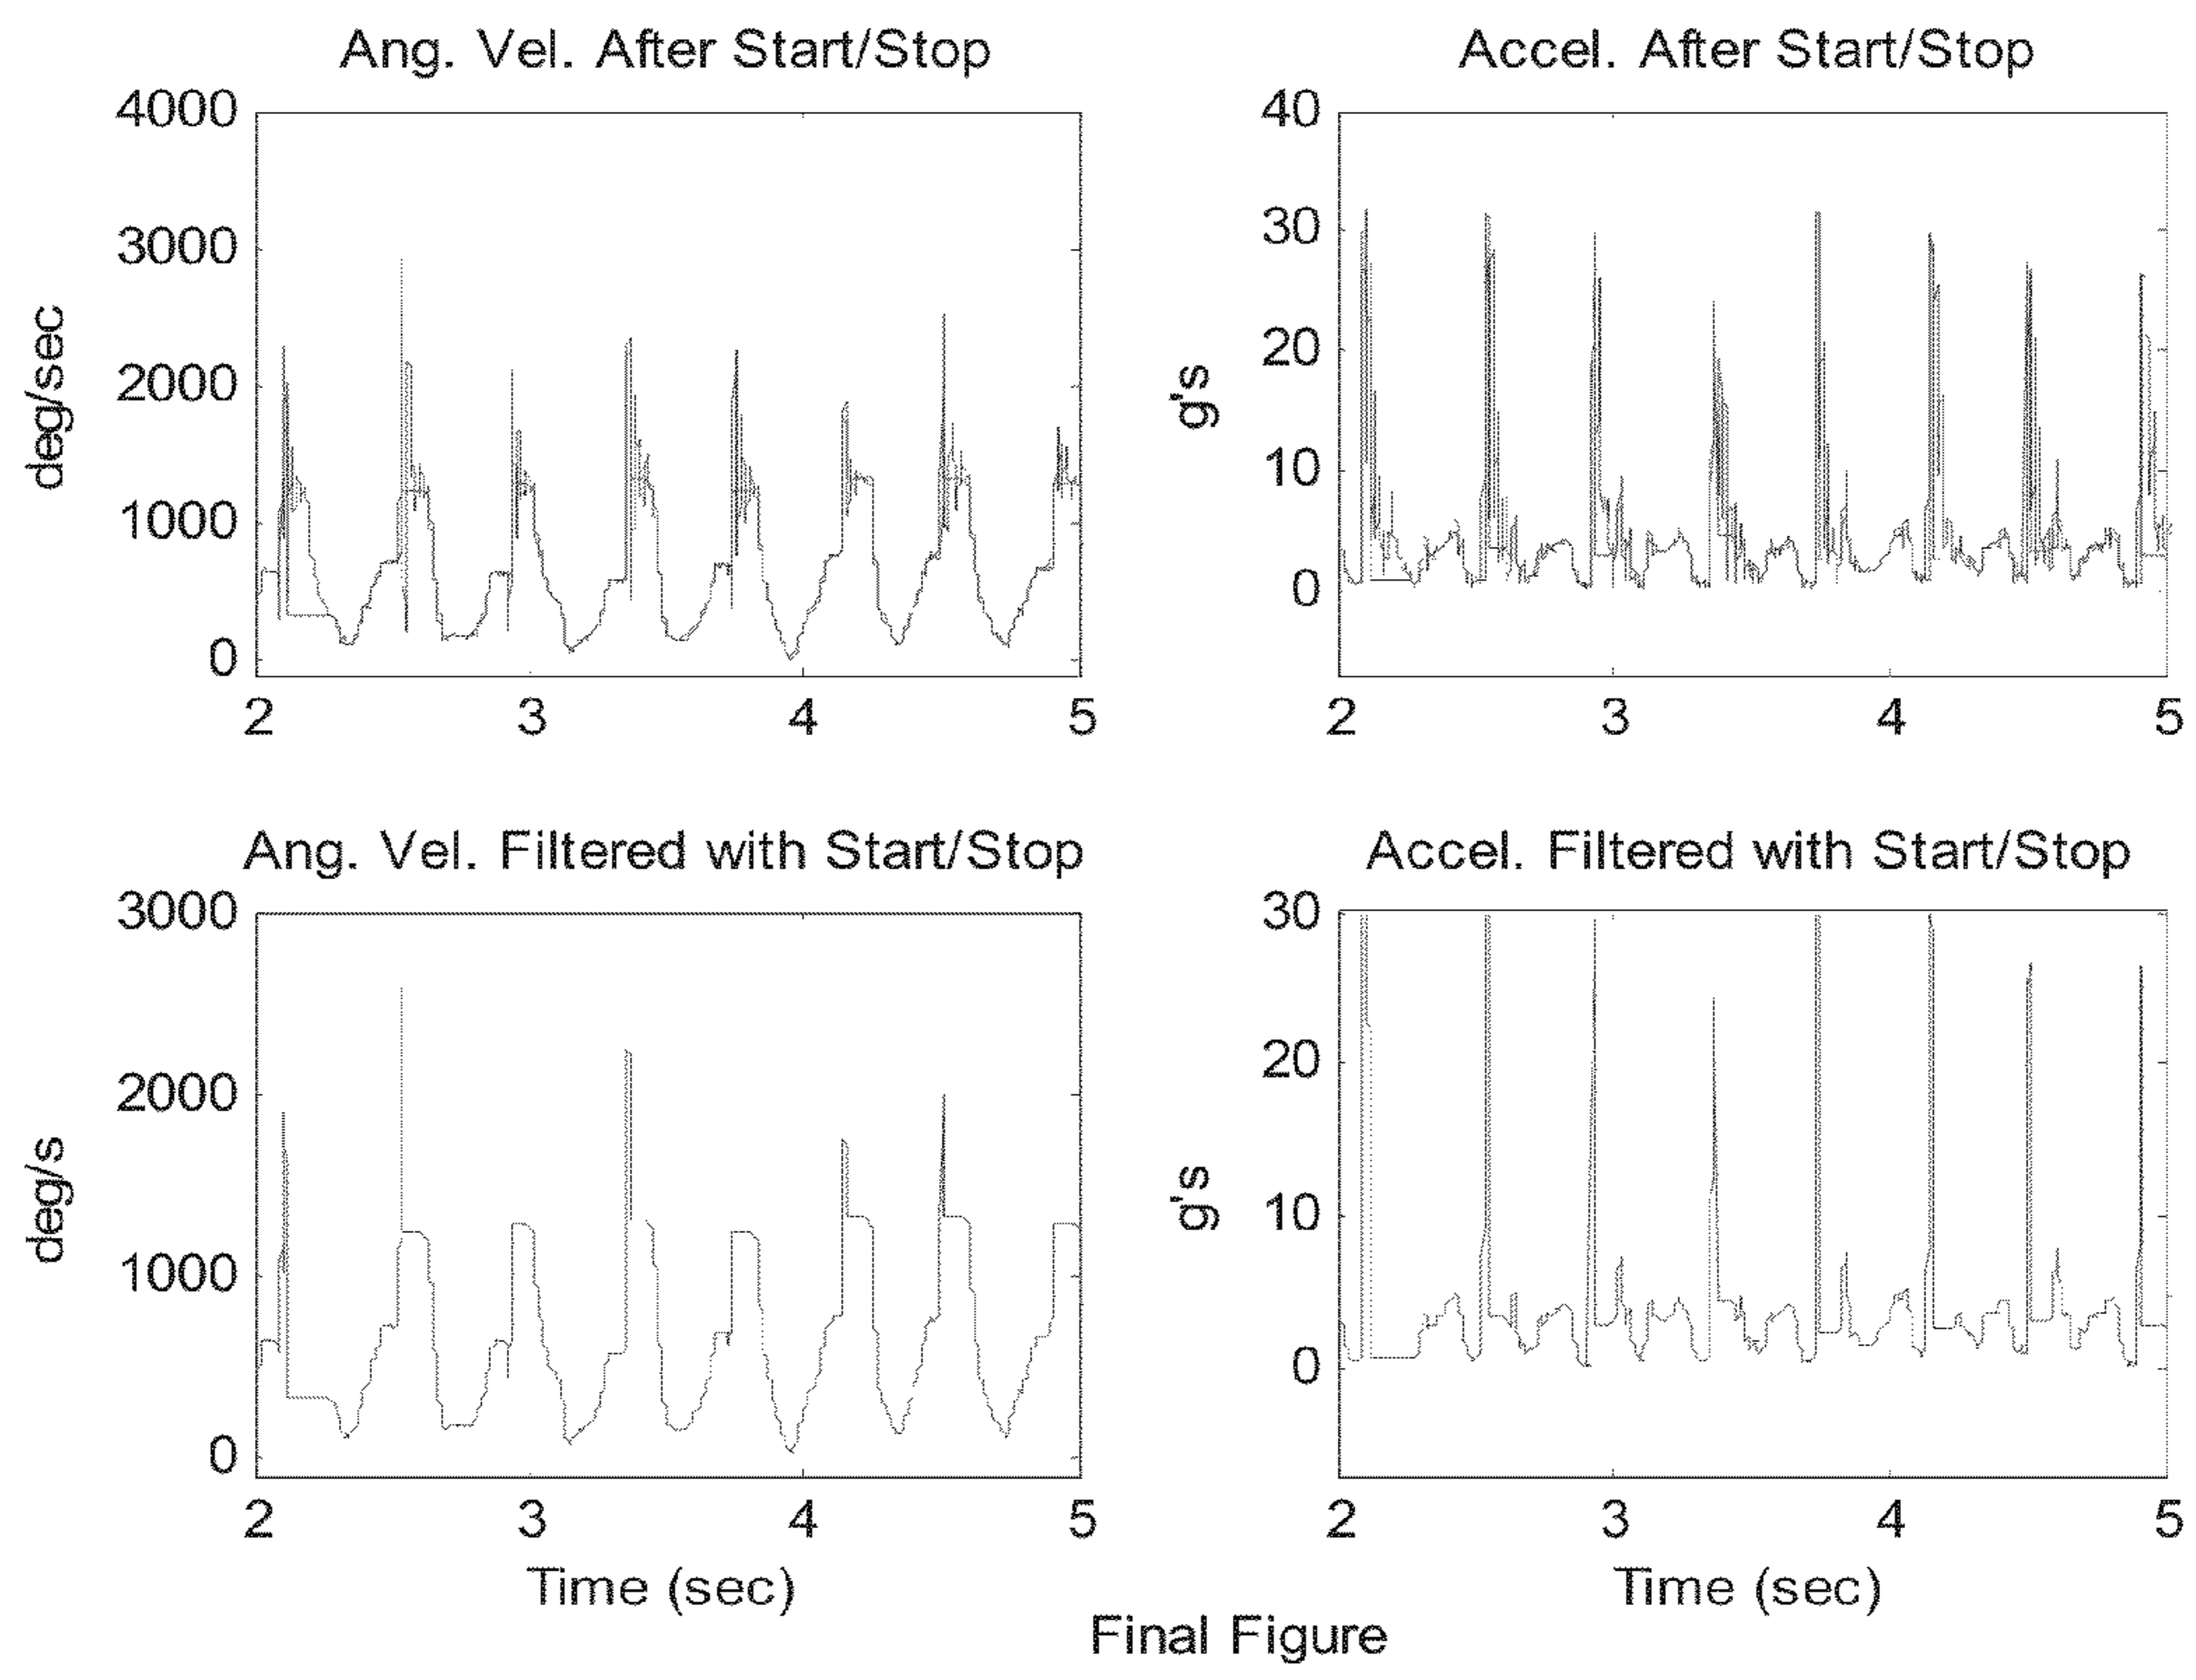 Ang. Vel. After Start/Stop
4000
3000
2000
1000
0
deg/sec
2 3 4 5
Accel. After Start/Stop
40
30
20
10
0
g's
2 3 4 5
Ang. Vel. Filtered with Start/Stop
3000
2000
1000
0
deg/s
2 3 4 5
Time (sec)
Accel. Filtered with Start/Stop
30
20
10
0
g's
2 3 4 5
Time (sec)
Final Figure